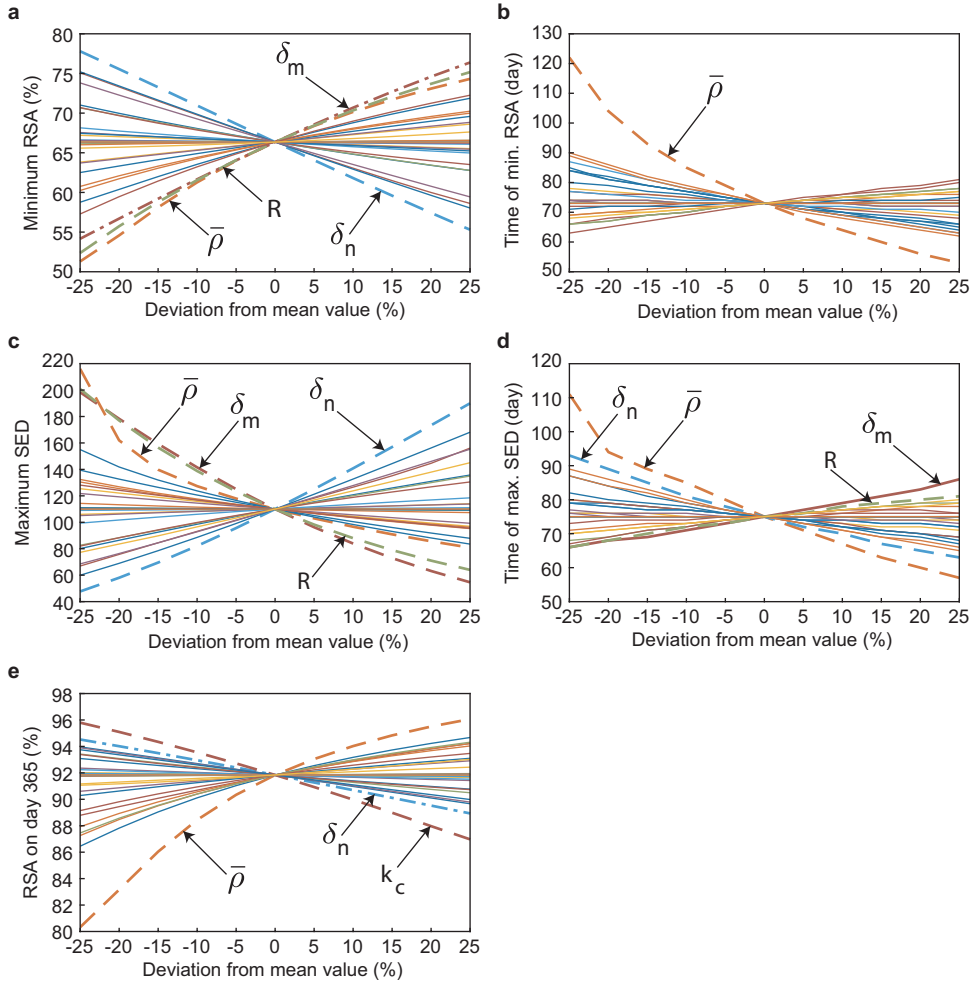 a
Minimum RSA (%)
80
75
70
65
60
55
50
δm
R
ρ̄
δn
-25 -20 -15 -10 -5 0 5 10 15 20 25
Deviation from mean value (%)
b
Time of min. RSA (day)
130
120
110
100
90
80
70
60
50
ρ̄
-25 -20 -15 -10 -5 0 5 10 15 20 25
Deviation from mean value (%)
c
Maximum SED
220
200
180
160
140
120
100
80
60
40
ρ̄
δm
δn
R
-25 -20 -15 -10 -5 0 5 10 15 20 25
Deviation from mean value (%)
d
Time of max. SED (day)
120
110
100
90
80
70
60
50
δn
ρ̄
R
δm
-25 -20 -15 -10 -5 0 5 10 15 20 25
Deviation from mean value (%)
e
RSA on day 365 (%)
98
96
94
92
90
88
86
84
82
80
ρ̄
δn
kc
-25 -20 -15 -10 -5 0 5 10 15 20 25
Deviation from mean value (%)